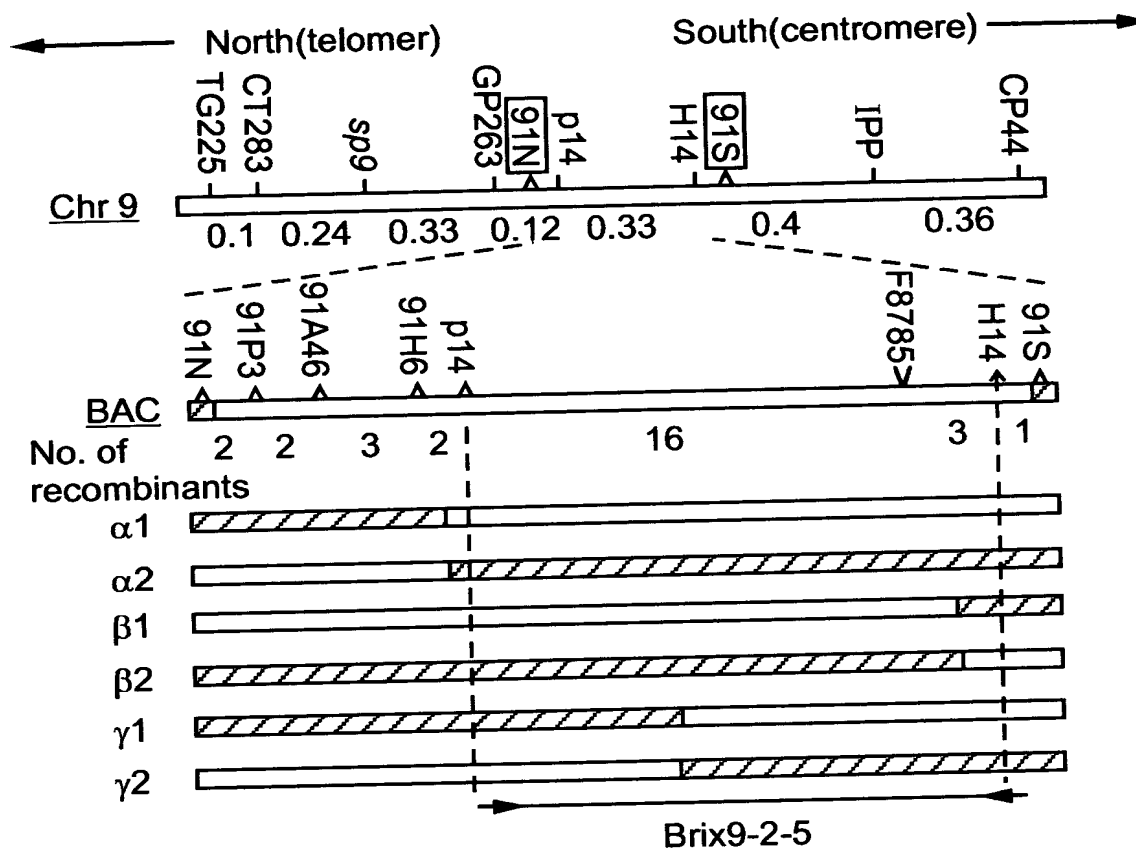 North(telomer) South(centromere)
TG225 CT283 sp9 GP263 91N p14 H14 91S IPP CP44
Chr 9
0.1 0.24 0.33 0.12 0.33 0.4 0.36
91N 91P3 91A46 91H6 p14 F8785 H14 91S
BAC
2 2 3 2 16 3 1
No. of
recombinants
α1
α2
β1
β2
γ1
γ2
Brix9-2-5